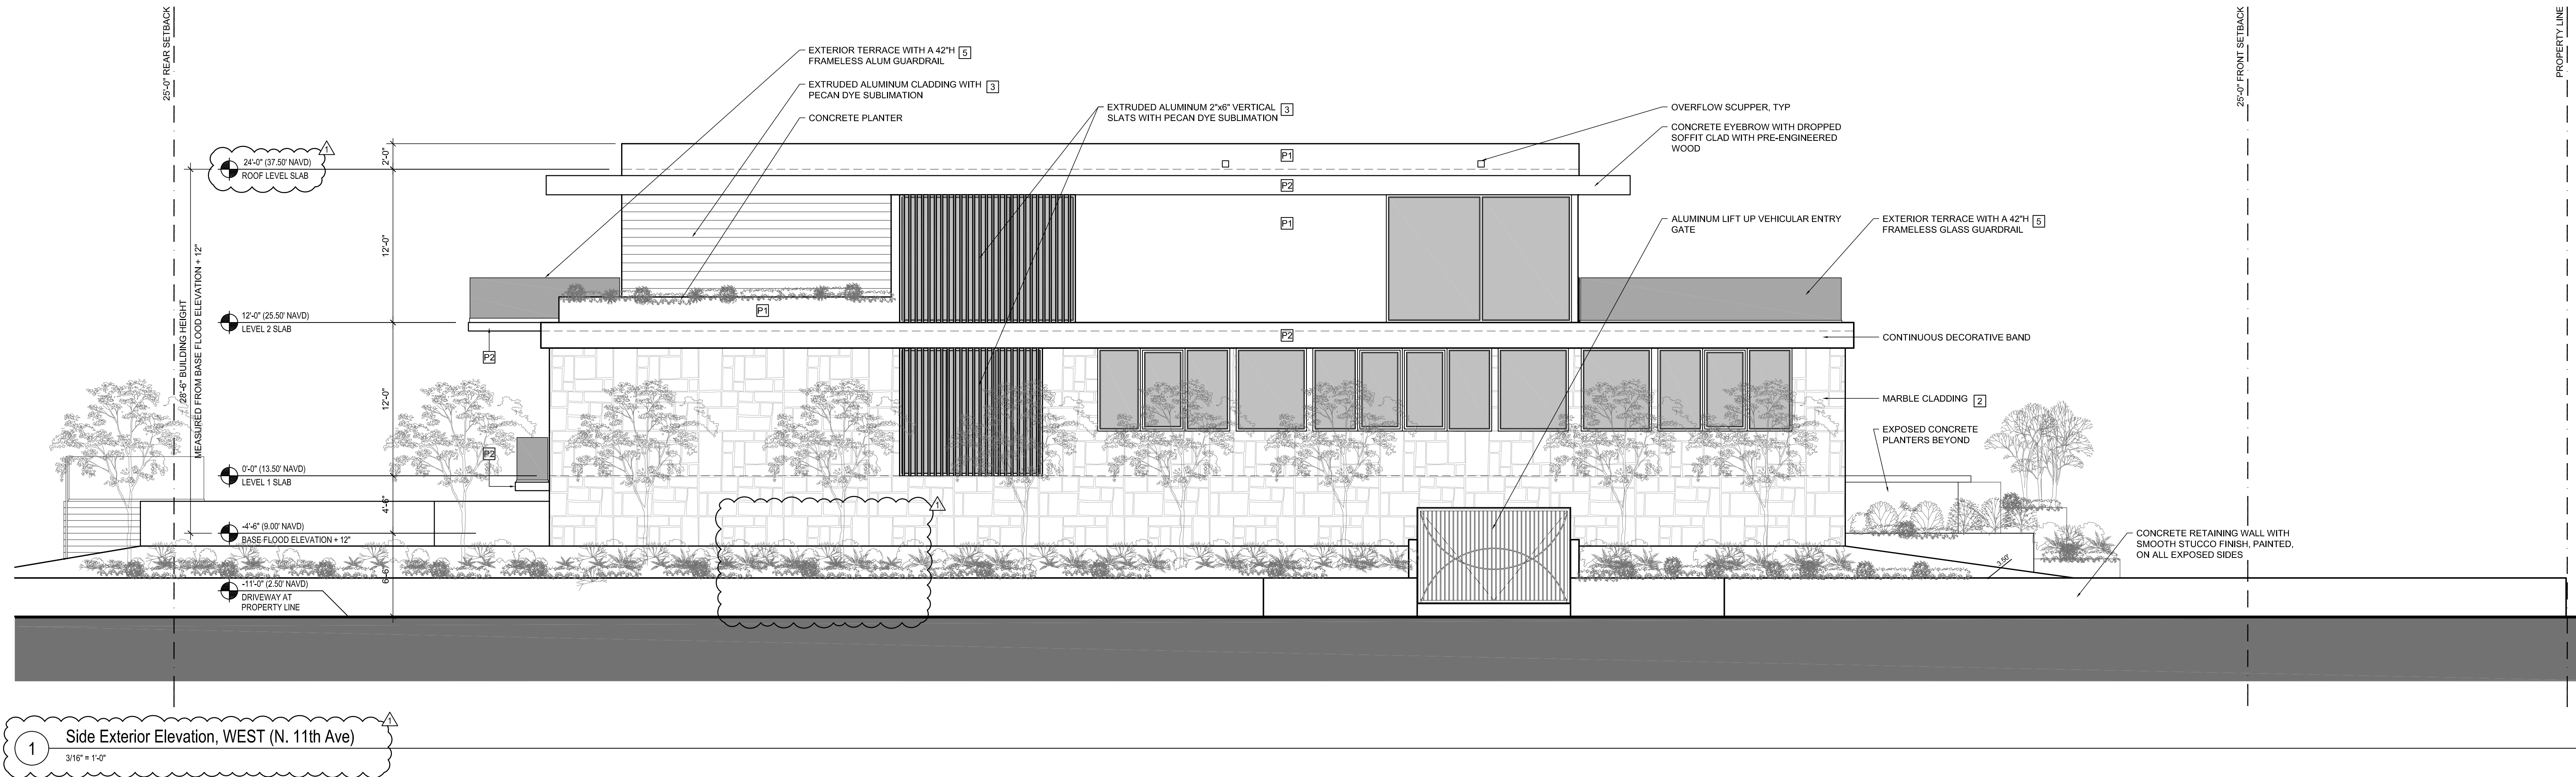 25'-0" REAR SETBACK
25'-0" FRONT SETBACK
PROPERTY LINE
EXTERIOR TERRACE WITH A 42"H 5
FRAMELESS ALUM GUARDRAIL
EXTRUDED ALUMINUM CLADDING WITH 3
PECAN DYE SUBLIMATION
CONCRETE PLANTER
EXTRUDED ALUMINUM 2"x6" VERTICAL 3
SLATS WITH PECAN DYE SUBLIMATION
OVERFLOW SCUPPER, TYP
CONCRETE EYEBROW WITH DROPPED
SOFFIT CLAD WITH PRE-ENGINEERED
WOOD
1
24'-0" (37.50' NAVD)
ROOF LEVEL SLAB
2'-0"
P1
P2
P1
ALUMINUM LIFT UP VEHICULAR ENTRY
GATE
EXTERIOR TERRACE WITH A 42"H 5
FRAMELESS GLASS GUARDRAIL
12'-0"
28'-6" BUILDING HEIGHT
MEASURED FROM BASE FLOOD ELEVATION + 12"
12'-0" (25.50' NAVD)
LEVEL 2 SLAB
P1
P2
P2
CONTINUOUS DECORATIVE BAND
12'-0"
MARBLE CLADDING 2
EXPOSED CONCRETE
PLANTERS BEYOND
P2
0'-0" (13.50' NAVD)
LEVEL 1 SLAB
4'-6"
1
-4'-6" (9.00' NAVD)
BASE FLOOD ELEVATION + 12"
CONCRETE RETAINING WALL WITH
SMOOTH STUCCO FINISH, PAINTED,
ON ALL EXPOSED SIDES
3.50'
6'-6"
-11'-0" (2.50' NAVD)
DRIVEWAY AT
PROPERTY LINE
1
1
Side Exterior Elevation, WEST (N. 11th Ave)
3/16" = 1'-0"